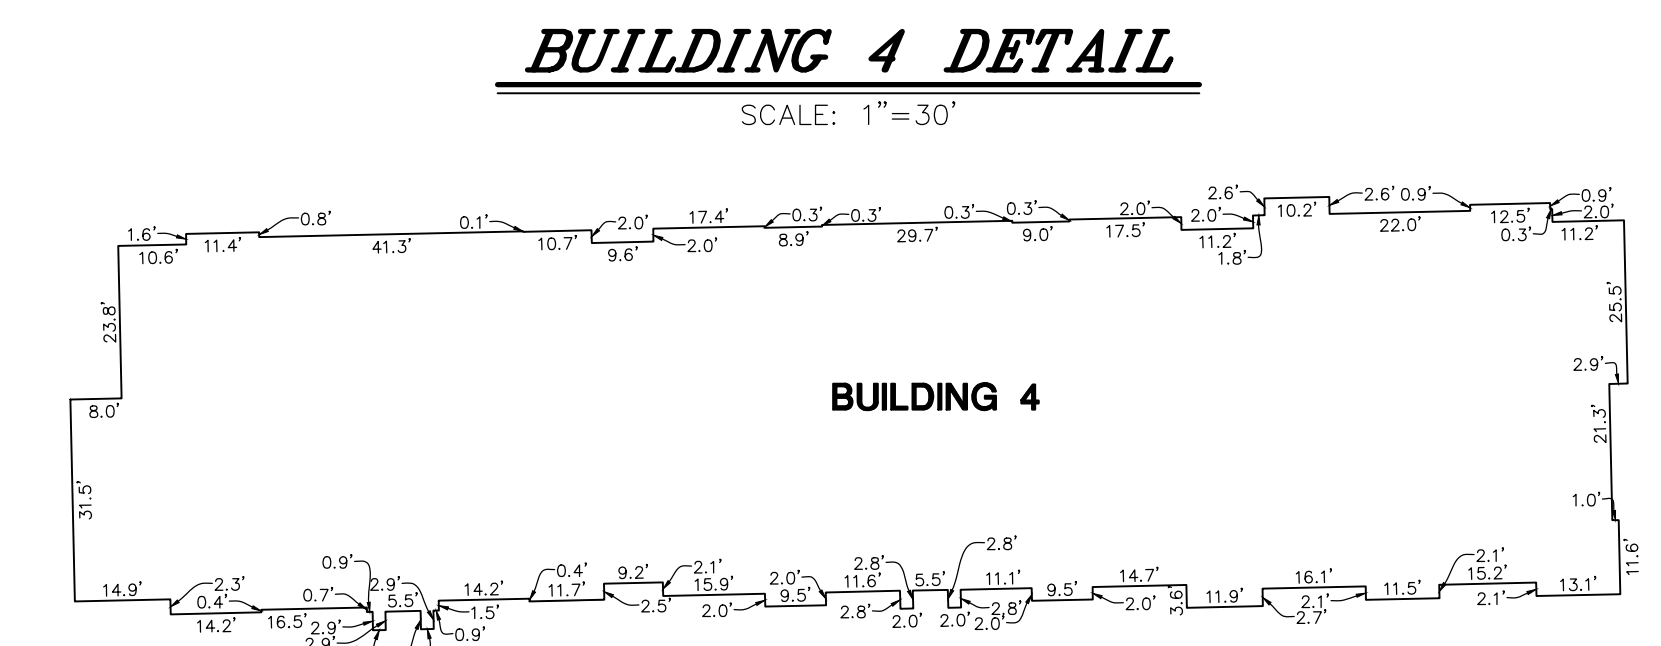 BUILDING 4 DETAIL
SCALE: 1”=30’
2.6’ 2.6’ 0.9’ 0.9’
0.8’ 0.1’ 2.0’ 17.4’ 0.3’ 0.3’ 0.3’ 0.3’ 2.0’ 2.0’ 10.2’ 22.0’ 12.5’ 2.0’
1.6’ 11.4’ 41.3’ 10.7’ 2.0’ 8.9’ 29.7’ 9.0’ 17.5’ 11.2’ 0.3’ 11.2’
10.6’ 9.6’ 1.8’
23.8’ 25.5’
2.9’
8.0’ BUILDING 4 21.3’
31.5’ 1.0’
0.9’ 2.8’ 2.8’ 2.1’ 11.6’
14.9’ 2.3’ 2.9’ 14.2’ 0.4’ 9.2’ 2.1’ 2.0’ 11.6’ 5.5’ 11.1’ 14.7’ 16.1’ 15.2’
0.4’ 0.7’ 5.5’ 1.5’ 11.7’ 2.5’ 15.9’ 9.5’ 2.8’ 2.8’ 9.5’ 2.0’ 3.6’ 11.9’ 2.1’ 11.5’ 2.1’ 13.1’
14.2’ 16.5’ 2.9’ 0.9’ 2.0’ 2.0’ 2.0’ 2.0’ 2.7’
2.9’